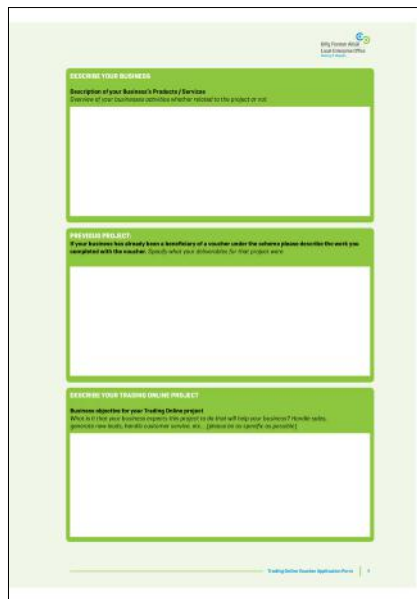 Oifig Fiontair Áitiúil
Local Enterprise Office
DESCRIBE YOUR BUSINESS
Description of your Business's Products / Services
Overview of your businesses activities whether related to the project or not
PREVIOUS PROJECT:
If your business has already been a beneficiary of a voucher under the scheme please describe the work you
completed with the voucher. Specify what your deliverables for that project were
DESCRIBE YOUR TRADING ONLINE PROJECT
Business objective for your Trading Online project
What is it that your business expects this project to do that will help your business? Handle sales,
generate new leads, handle customer service, etc... (please be as specific as possible)
Trading Online Voucher Application Form